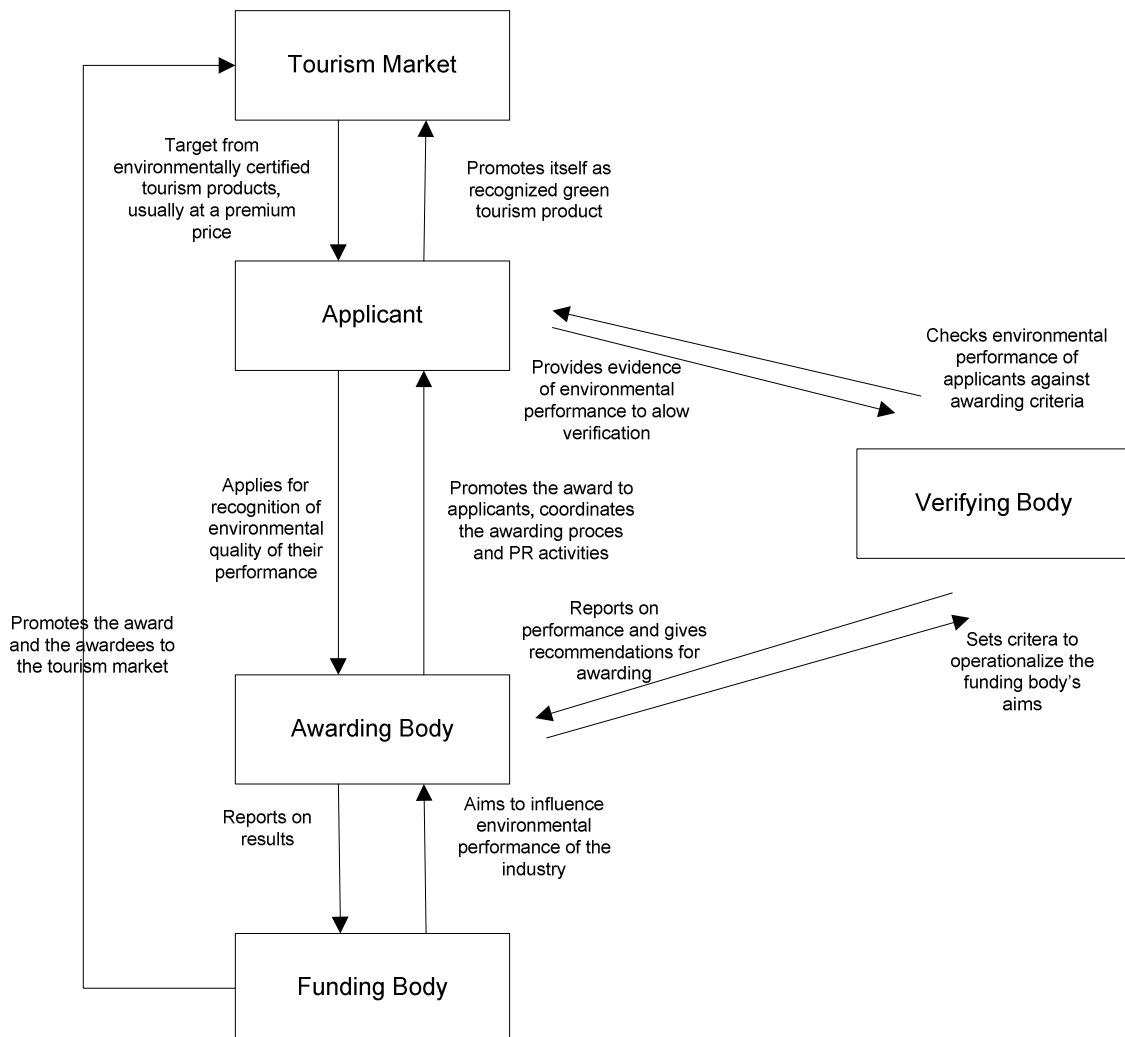 Tourism Market
Target from
environmentally certified
tourism products,
usually at a premium
price
Promotes itself as
recognized green
tourism product
Applicant
Provides evidence
of environmental
performance to alow
verification
Checks environmental
performance of
applicants against
awarding criteria
Verifying Body
Applies for
recognition of
environmental
quality of their
performance
Promotes the award to
applicants, coordinates
the awarding proces
and PR activities
Promotes the award
and the awardees to
the tourism market
Reports on
performance and gives
recommendations for
awarding
Sets critera to
operationalize the
funding body’s
aims
Awarding Body
Reports on
results
Aims to influence
environmental
performance of the
industry
Funding Body